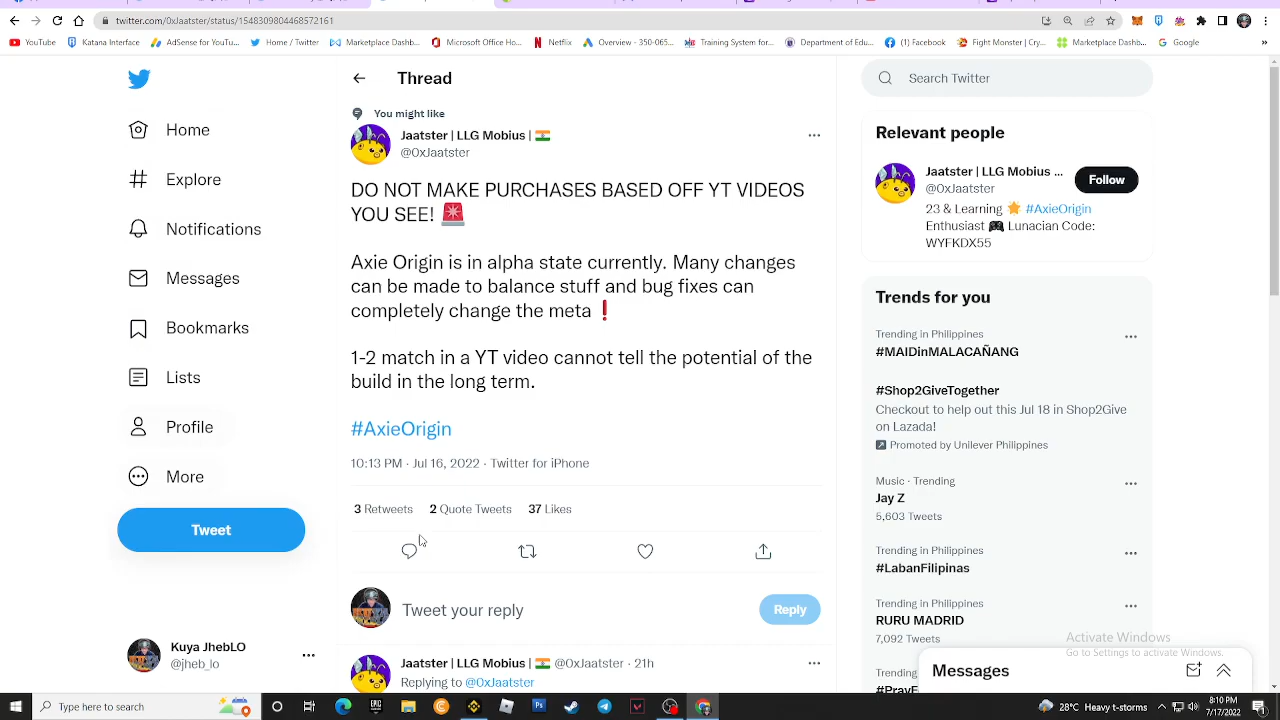 twitter.com/0xJaatster/status/1548309804468572161
YouTube
Katana Interface
AdSense for YouTu...
Home / Twitter
Marketplace Dashb...
Microsoft Office Ho...
Netflix
Overview - 350-065...
Training System for...
Department of Edu...
(1) Facebook
Fight Monster | Cry...
Marketplace Dashb...
Google
»
Thread
Search Twitter
Home
Explore
Notifications
Messages
Bookmarks
Lists
Profile
More
Tweet
Kuya JhebLO
@jheb_lo
You might like
Jaatster | LLG Mobius | 🇮🇳
@0xJaatster
DO NOT MAKE PURCHASES BASED OFF YT VIDEOS
YOU SEE! 🚨
Axie Origin is in alpha state currently. Many changes
can be made to balance stuff and bug fixes can
completely change the meta ❗
1-2 match in a YT video cannot tell the potential of the
build in the long term.
#AxieOrigin
10:13 PM · Jul 16, 2022 · Twitter for iPhone
3 Retweets 2 Quote Tweets 37 Likes
Tweet your reply
Reply
Jaatster | LLG Mobius | 🇮🇳 @0xJaatster · 21h
Replying to @0xJaatster
Relevant people
Jaatster | LLG Mobius ...
@0xJaatster
Follow
23 & Learning 🌟 #AxieOrigin
Enthusiast 🎮 Lunacian Code:
WYFKDX55
Trends for you
Trending in Philippines
#MAIDinMALACAÑANG
#Shop2GiveTogether
Checkout to help out this Jul 18 in Shop2Give
on Lazada!
Promoted by Unilever Philippines
Music · Trending
Jay Z
5,603 Tweets
Trending in Philippines
#LabanFilipinas
Trending in Philippines
RURU MADRID
7,092 Tweets
Trending
Activate Windows
Go to Settings to activate Windows.
Messages
Type here to search
28°C Heavy t-storms
8:10 PM
7/17/2022